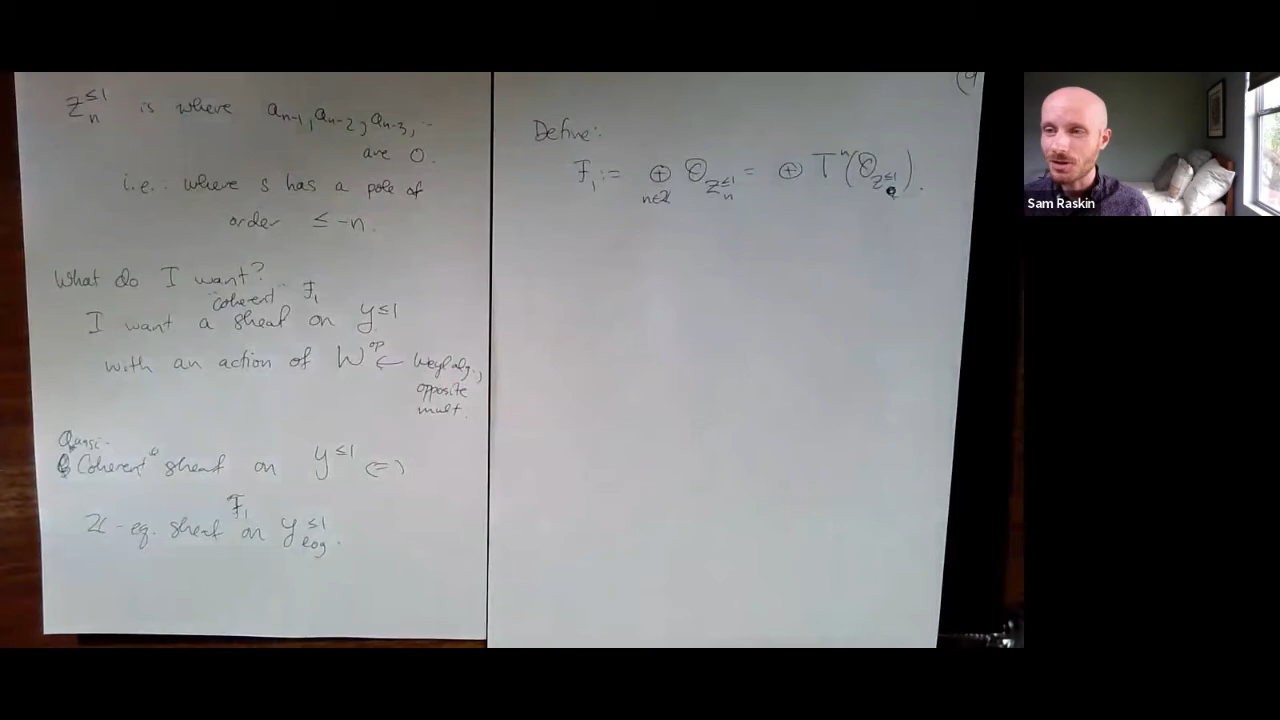 Z_n^{≤1} is where a_{n-1}, a_{n-2}, a_{n-3}, ...
are 0.
i.e.: where s has a pole of
order ≤ -n.
What do I want?
"coherent" F_1
I want a sheaf on y^{≤1}
with an action of W^{op} ← Weyl alg.,
opposite
mult.
Quasi-
Coherent sheaf on y^{≤1} (=)
ℤ-eq. sheaf F_1 on y_{log}^{≤1}.
(9
Define:
F_1 := ⊕_{n∈ℤ} O_{Z_n^{≤1}} = ⊕ T^n(O_{Z^{≤1}}).
Sam Raskin